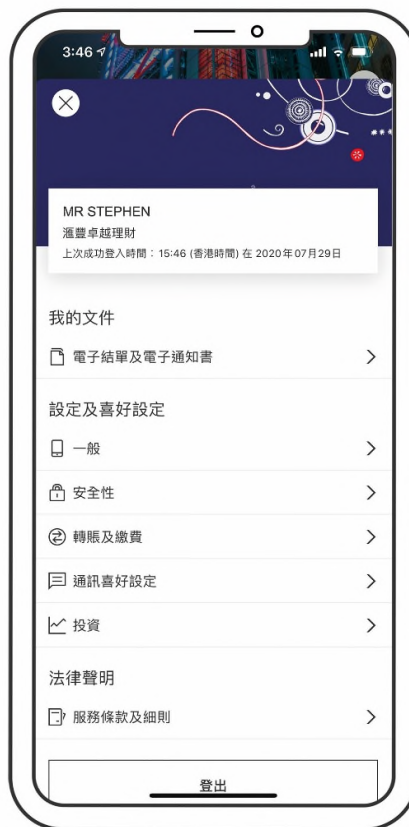 3:46
MR STEPHEN
滙豐卓越理財
上次成功登入時間：15:46 (香港時間) 在 2020年07月29日
我的文件
電子結單及電子通知書
設定及喜好設定
一般
安全性
轉賬及繳費
通訊喜好設定
投資
法律聲明
服務條款及細則
登出